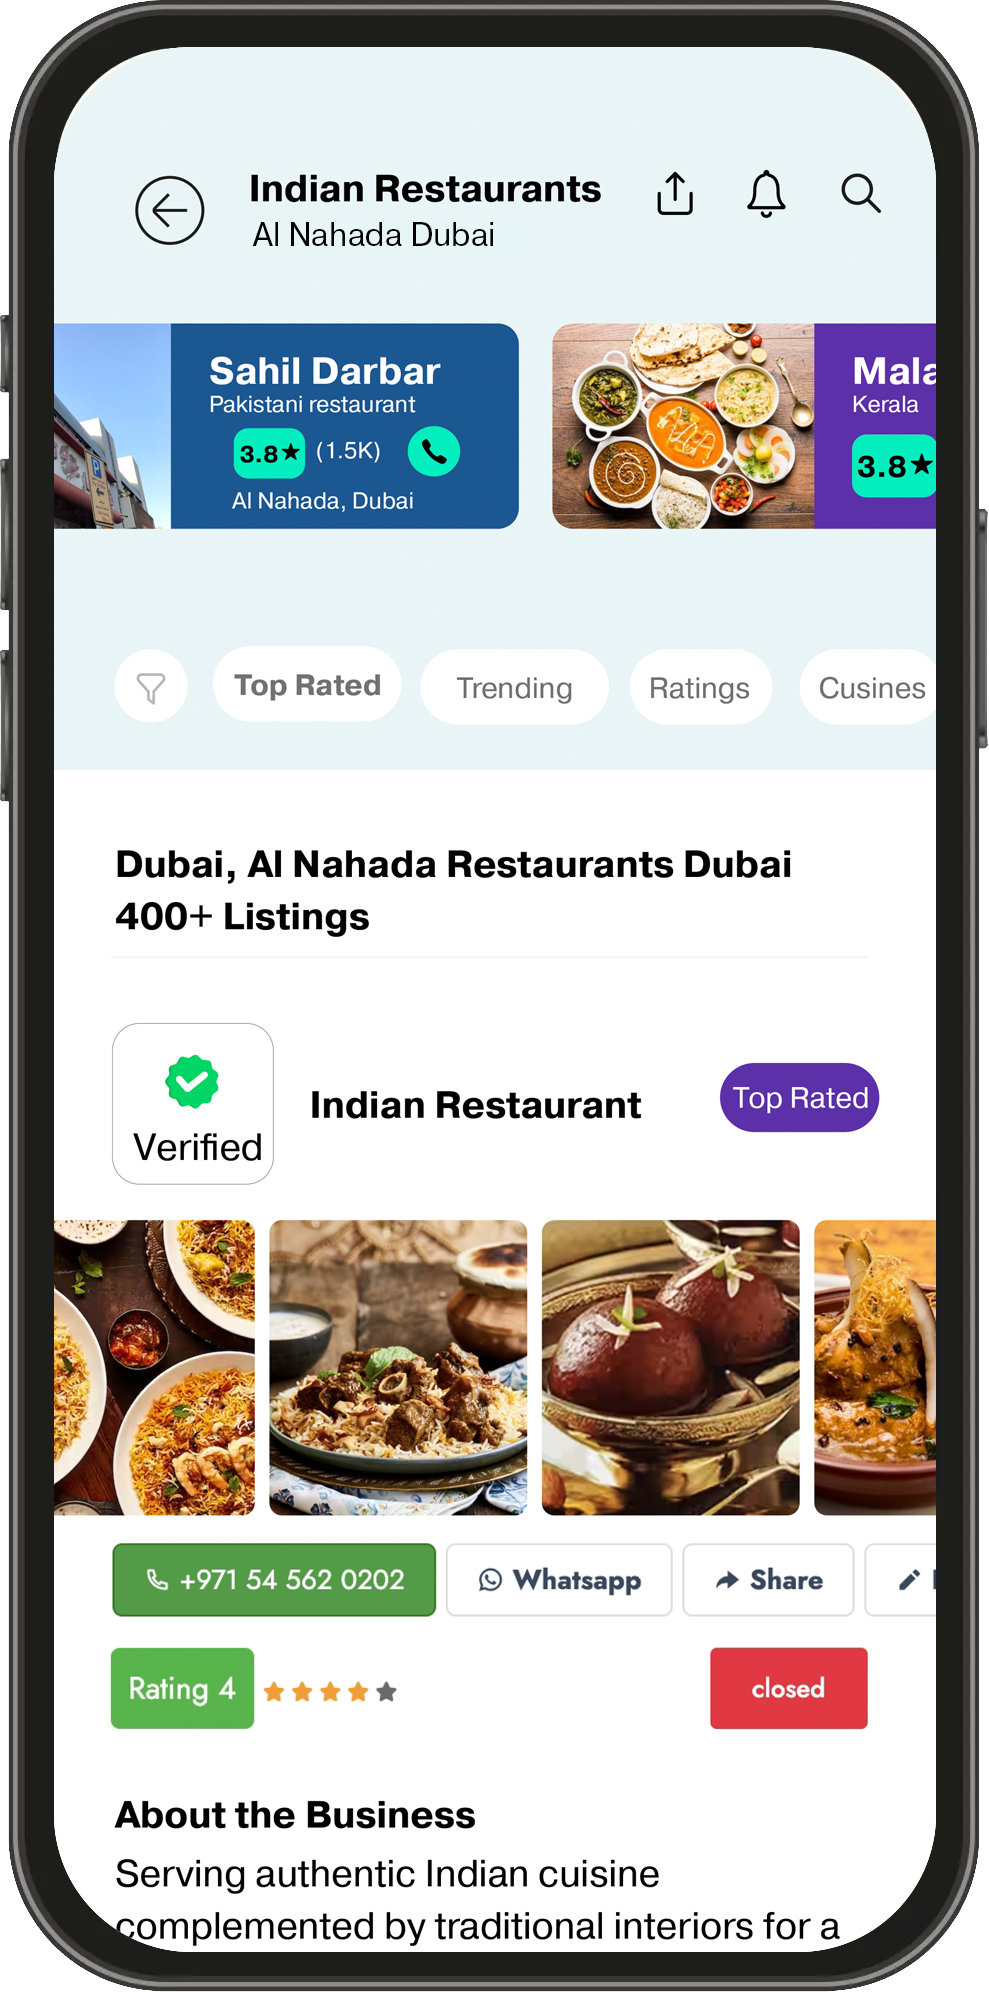 Indian Restaurants
Al Nahada Dubai
Sahil Darbar
Pakistani restaurant
3.8★ (1.5K)
Al Nahada, Dubai
Mala
Kerala
3.8★
P
Top Rated
Trending
Ratings
Cusines
Dubai, Al Nahada Restaurants Dubai
400+ Listings
Verified
Indian Restaurant
Top Rated
+971 54 562 0202
Whatsapp
Share
Rating 4
closed
About the Business
Serving authentic Indian cuisine
complemented by traditional interiors for a